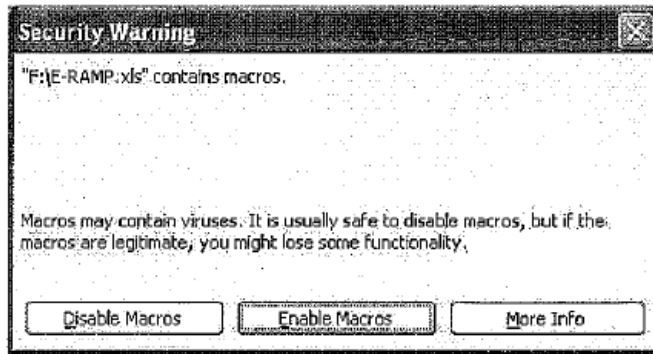 Security Warning
"F:\E-RAMP.xls" contains macros.
Macros may contain viruses. It is usually safe to disable macros, but if the
macros are legitimate, you might lose some functionality.
Disable Macros Enable Macros More Info